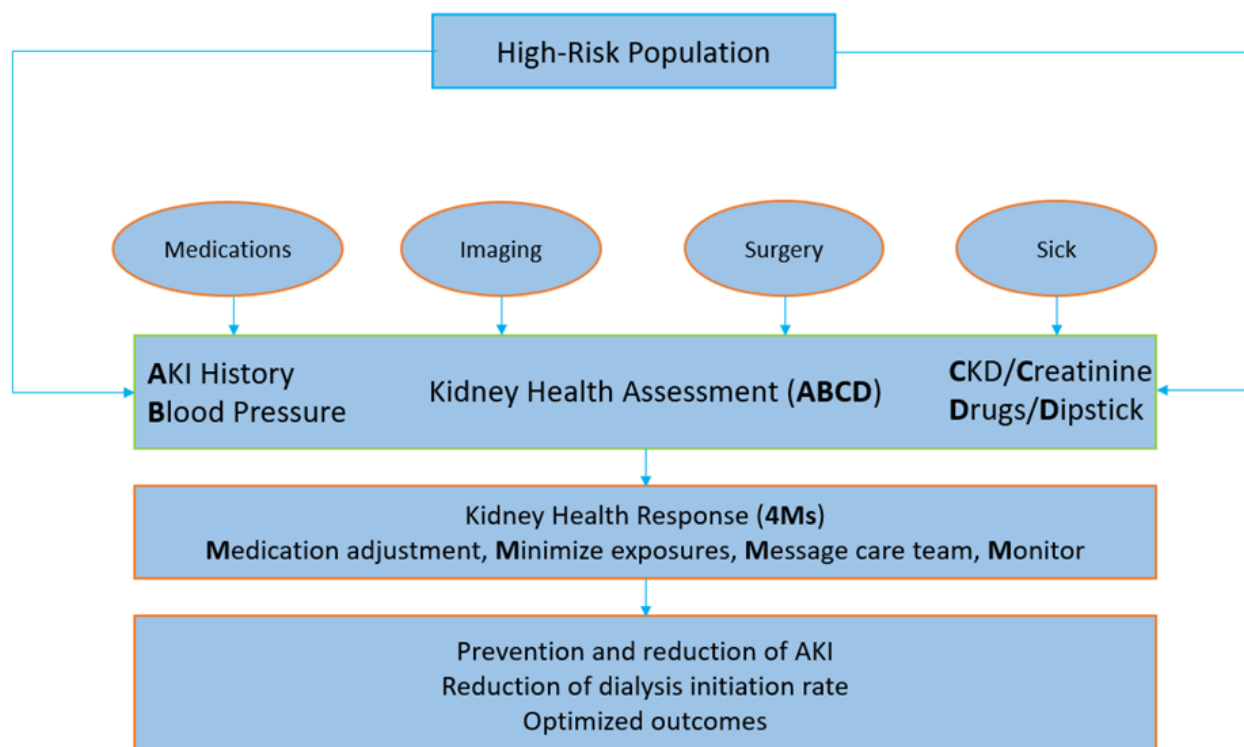 High-Risk Population
Medications
Imaging
Surgery
Sick
AKI History
Blood Pressure
Kidney Health Assessment (ABCD)
CKD/Creatinine
Drugs/Dipstick
Kidney Health Response (4Ms)
Medication adjustment, Minimize exposures, Message care team, Monitor
Prevention and reduction of AKI
Reduction of dialysis initiation rate
Optimized outcomes